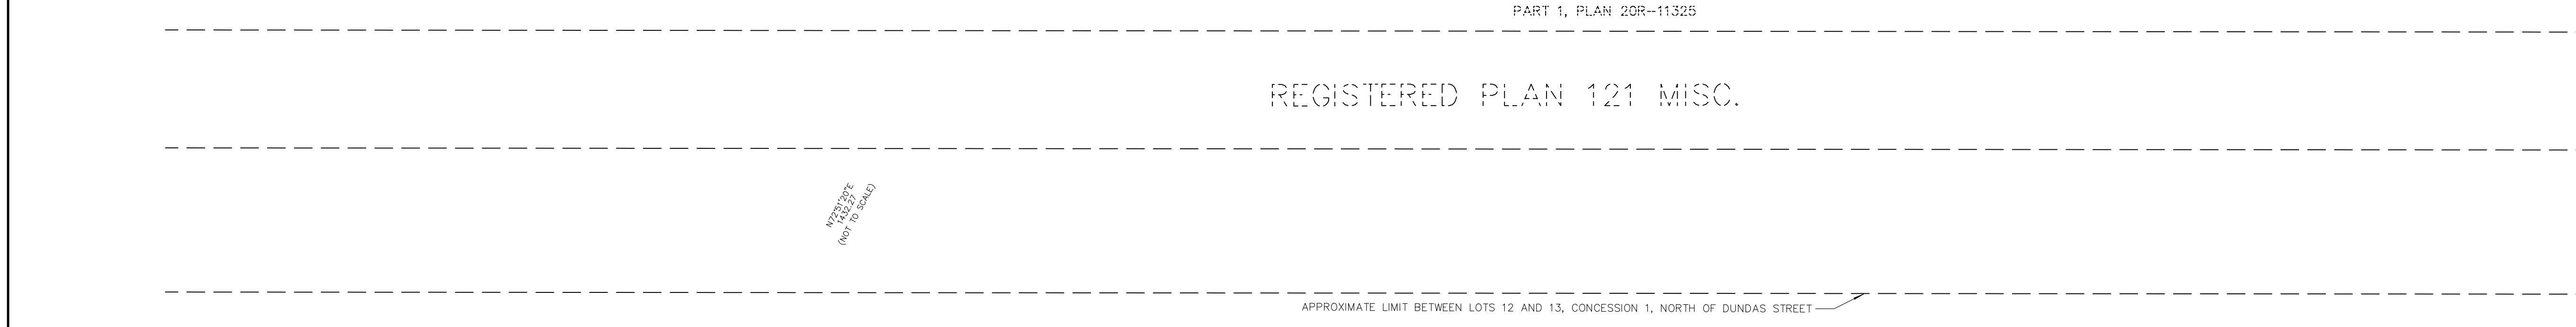 PART 1, PLAN 20R-11325
REGISTERED PLAN 121 MISC.
N72°51'20"E
1432.27
(NOT TO SCALE)
APPROXIMATE LIMIT BETWEEN LOTS 12 AND 13, CONCESSION 1, NORTH OF DUNDAS STREET